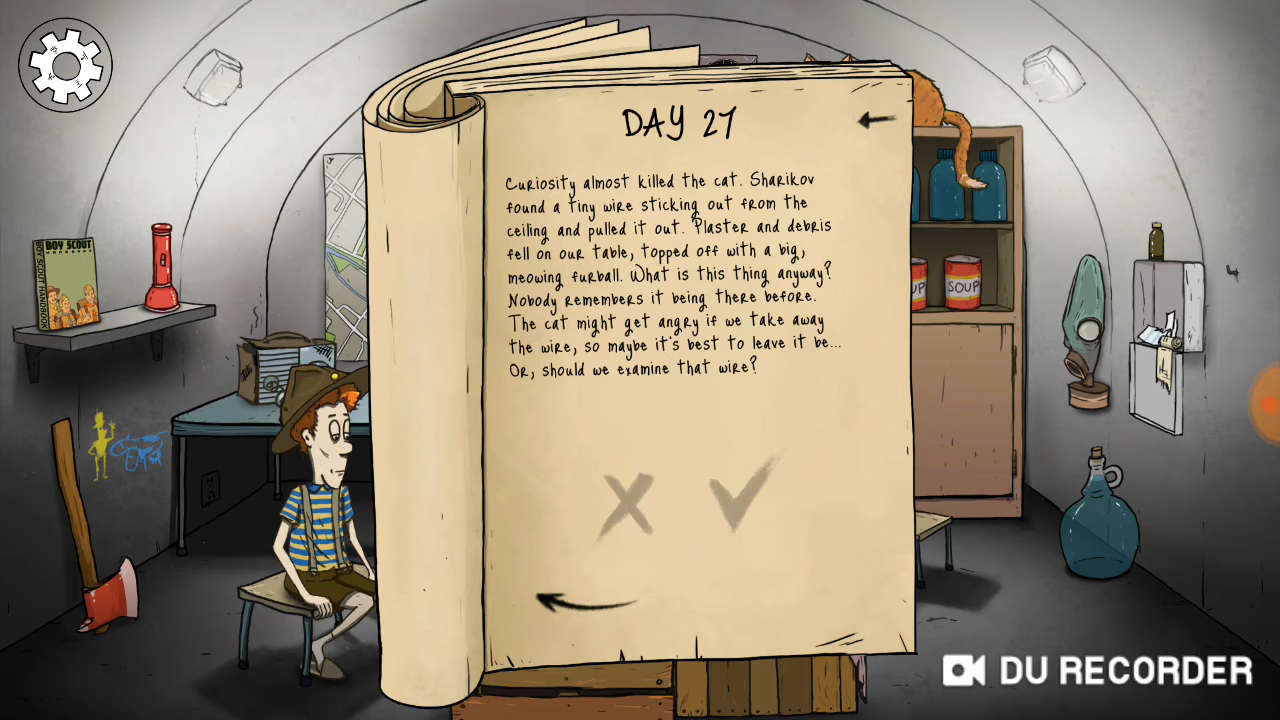 DAY 27
Curiosity almost killed the cat. Sharikov
found a tiny wire sticking out from the
ceiling and pulled it out. Plaster and debris
fell on our table, topped off with a big,
meowing furball. What is this thing anyway?
Nobody remembers it being there before.
The cat might get angry if we take away
the wire, so maybe it's best to leave it be...
Or, should we examine that wire?
BOY SCOUT
BOY SCOUT HANDBOOK
UP
SOUP
DU RECORDER